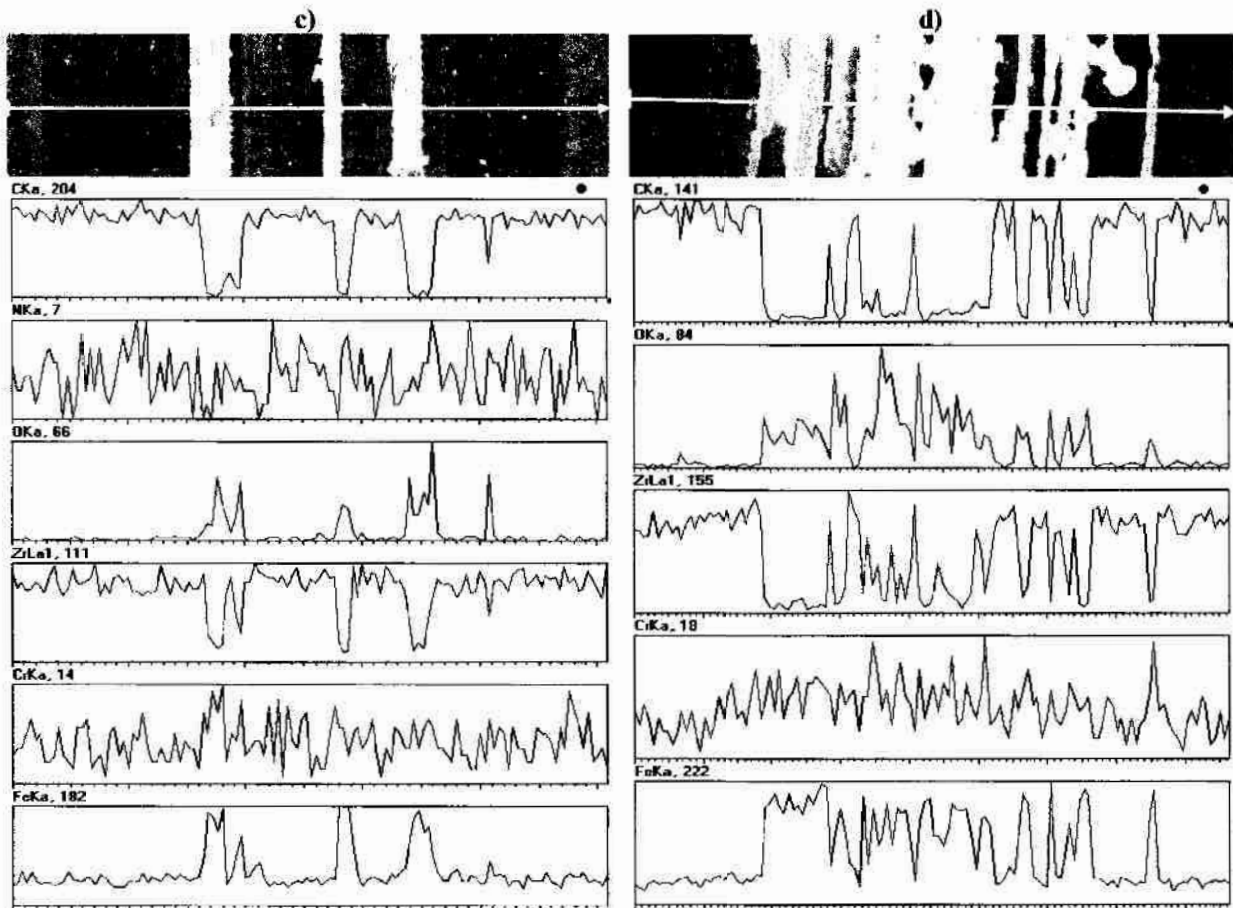 c)
CKa, 204
NKa, 7
OKa, 66
ZrLa1, 111
CrKa, 14
FeKa, 182
d)
CKa, 141
OKa, 84
ZrLa1, 155
CrKa, 18
FeKa, 222